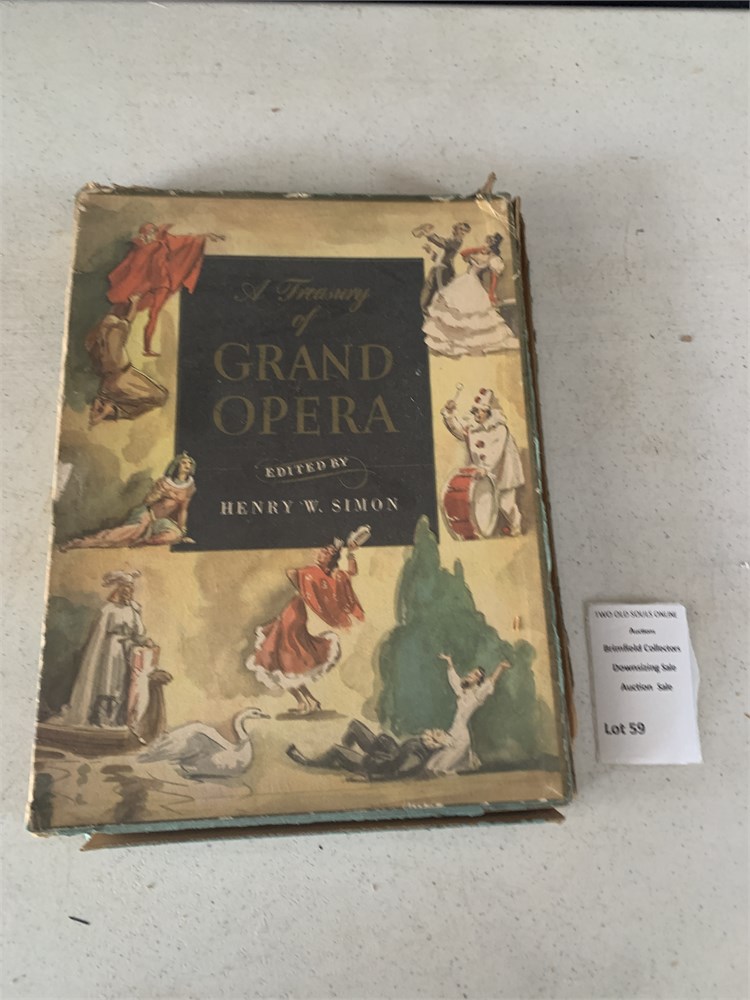 A Treasury
of
GRAND
OPERA
EDITED BY
HENRY W. SIMON
TWO OLD SOULS ONLINE
Auctions
Brimfield Collectors
Downsizing Sale
Auction Sale
Lot 59